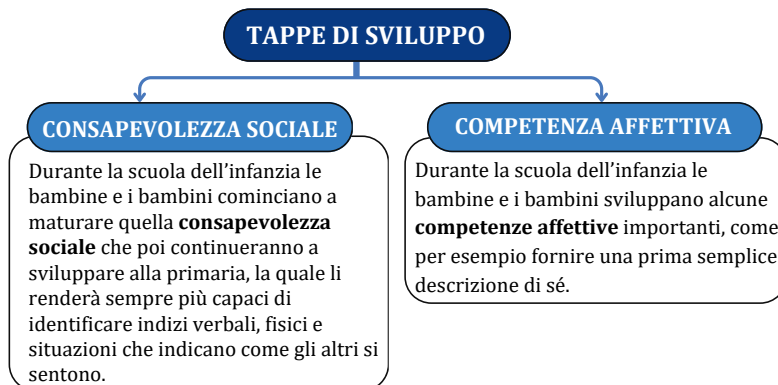 TAPPE DI SVILUPPO
CONSAPEVOLEZZA SOCIALE
Durante la scuola dell’infanzia le
bambine e i bambini cominciano a
maturare quella consapevolezza
sociale che poi continueranno a
sviluppare alla primaria, la quale li
renderà sempre più capaci di
identificare indizi verbali, fisici e
situazioni che indicano come gli altri si
sentono.
COMPETENZA AFFETTIVA
Durante la scuola dell’infanzia le
bambine e i bambini sviluppano alcune
competenze affettive importanti, come
per esempio fornire una prima semplice
descrizione di sé.